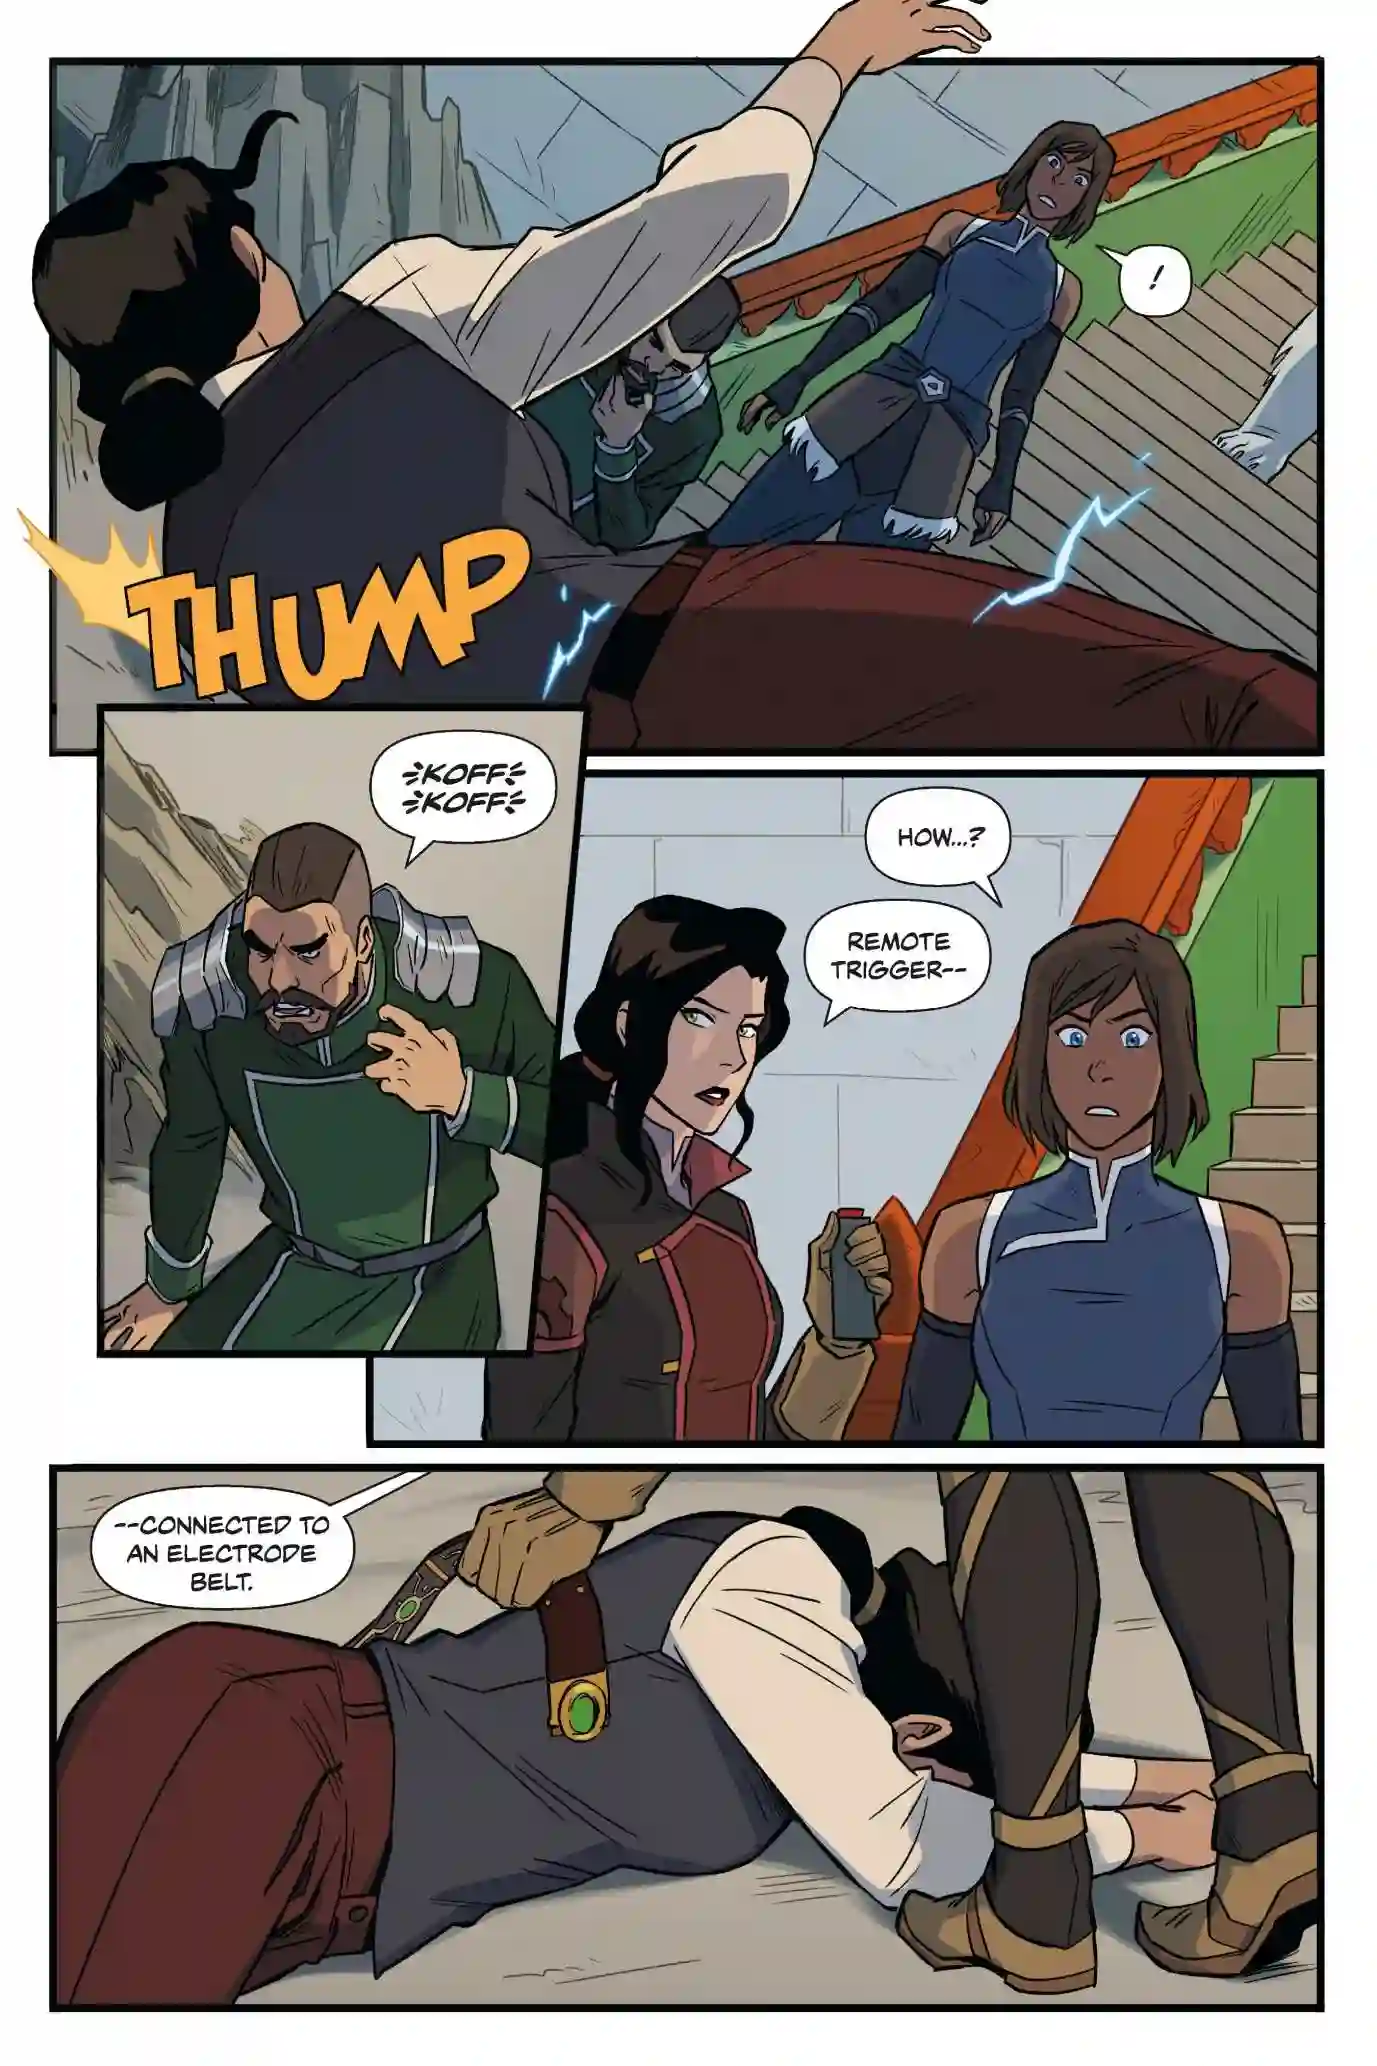 !
THUMP
KOFF
KOFF
HOW...?
REMOTE
TRIGGER--
--CONNECTED TO
AN ELECTRODE
BELT.